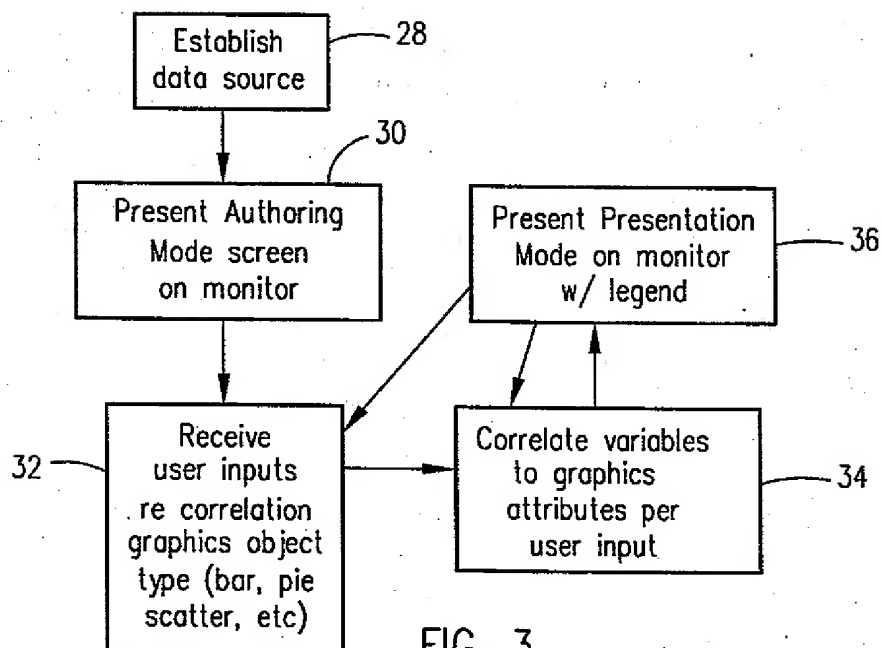 Establish
data source
28
30
Present Authoring
Mode screen
on monitor
Present Presentation
Mode on monitor
w/ legend
36
32
Receive
user inputs
re correlation
graphics object
type (bar, pie
scatter, etc)
Correlate variables
to graphics
attributes per
user input
34
FIG. 3